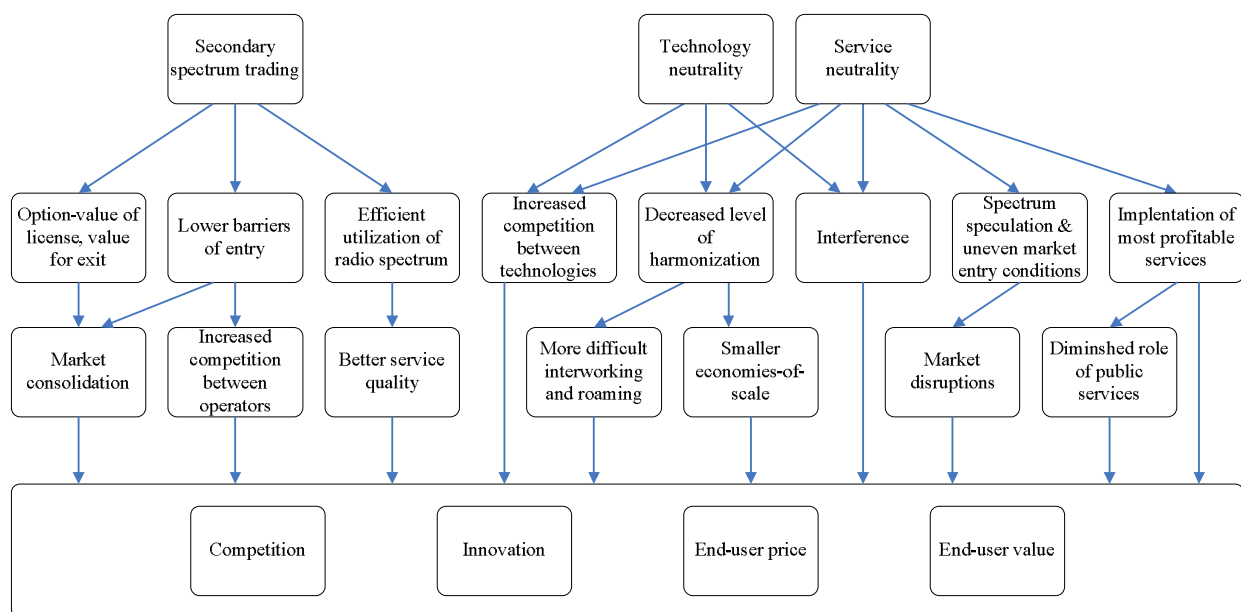 Secondary
spectrum trading
Technology
neutrality
Service
neutrality
Option-value of
license, value
for exit
Lower barriers
of entry
Efficient
utilization of
radio spectrum
Increased
competition
between
technologies
Decreased
level of
harmonization
Interference
Spectrum
speculation &
uneven market
entry conditions
Implentation of
most profitable
services
Market
consolidation
Increased
competition
between
operators
Better service
quality
More difficult
interworking
and roaming
Smaller
economies-of-
scale
Market
disruptions
Diminshed role
of public
services
Competition
Innovation
End-user price
End-user value